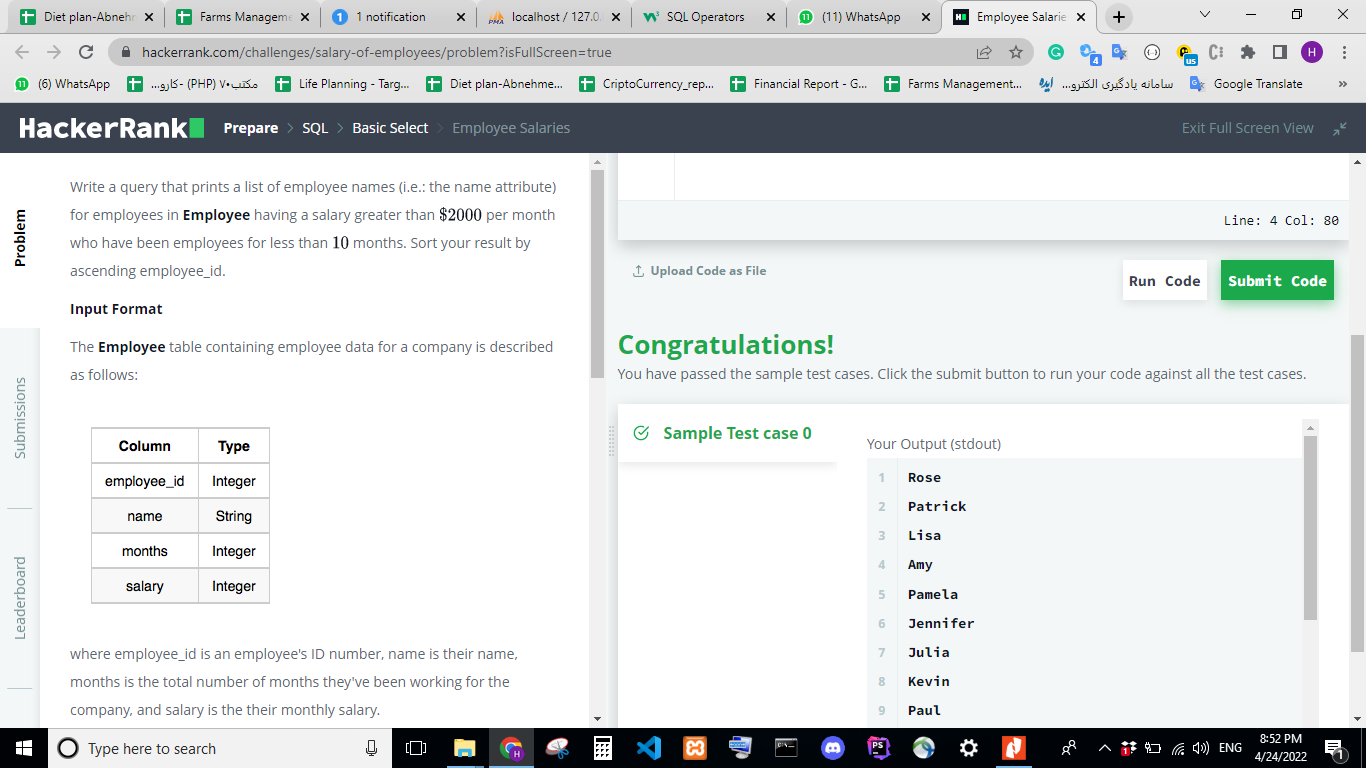 Diet plan-Abnehm
Farms Manageme
1 notification
localhost / 127.0.
SQL Operators
(11) WhatsApp
Employee Salarie
hackerrank.com/challenges/salary-of-employees/problem?isFullScreen=true
(6) WhatsApp
مکتب۷۰ (PHP) -کارو...
Life Planning - Targ...
Diet plan-Abnehme...
CriptoCurrency_rep...
Financial Report - G...
Farms Management...
سامانه یادگیری الکترو...
Google Translate
HackerRank
Prepare > SQL > Basic Select > Employee Salaries
Exit Full Screen View
Problem
Submissions
Leaderboard
Write a query that prints a list of employee names (i.e.: the name attribute)
for employees in Employee having a salary greater than $2000 per month
who have been employees for less than 10 months. Sort your result by
ascending employee_id.
Input Format
The Employee table containing employee data for a company is described
as follows:
Column Type
employee_id Integer
name String
months Integer
salary Integer
where employee_id is an employee's ID number, name is their name,
months is the total number of months they've been working for the
company, and salary is the their monthly salary.
Line: 4 Col: 80
Upload Code as File
Run Code
Submit Code
Congratulations!
You have passed the sample test cases. Click the submit button to run your code against all the test cases.
Sample Test case 0
Your Output (stdout)
1 Rose
2 Patrick
3 Lisa
4 Amy
5 Pamela
6 Jennifer
7 Julia
8 Kevin
9 Paul
Type here to search
ENG
8:52 PM
4/24/2022